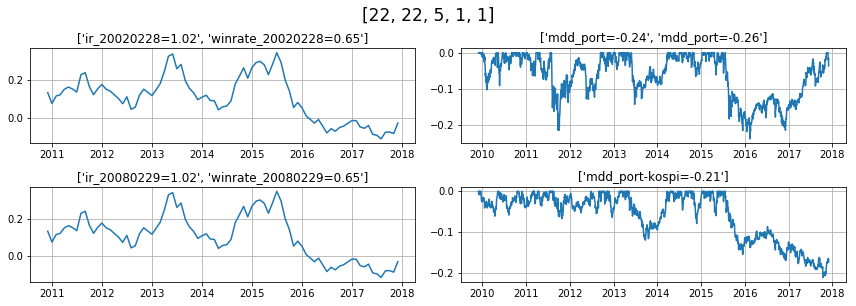 [22, 22, 5, 1, 1]
['ir_20020228=1.02', 'winrate_20020228=0.65']
0.2
0.0
2011 2012 2013 2014 2015 2016 2017 2018
['mdd_port=-0.24', 'mdd_port=-0.26']
0.0
−0.1
−0.2
2010 2011 2012 2013 2014 2015 2016 2017 2018
['ir_20080229=1.02', 'winrate_20080229=0.65']
0.2
0.0
2011 2012 2013 2014 2015 2016 2017 2018
['mdd_port-kospi=-0.21']
0.0
−0.1
−0.2
2010 2011 2012 2013 2014 2015 2016 2017 2018